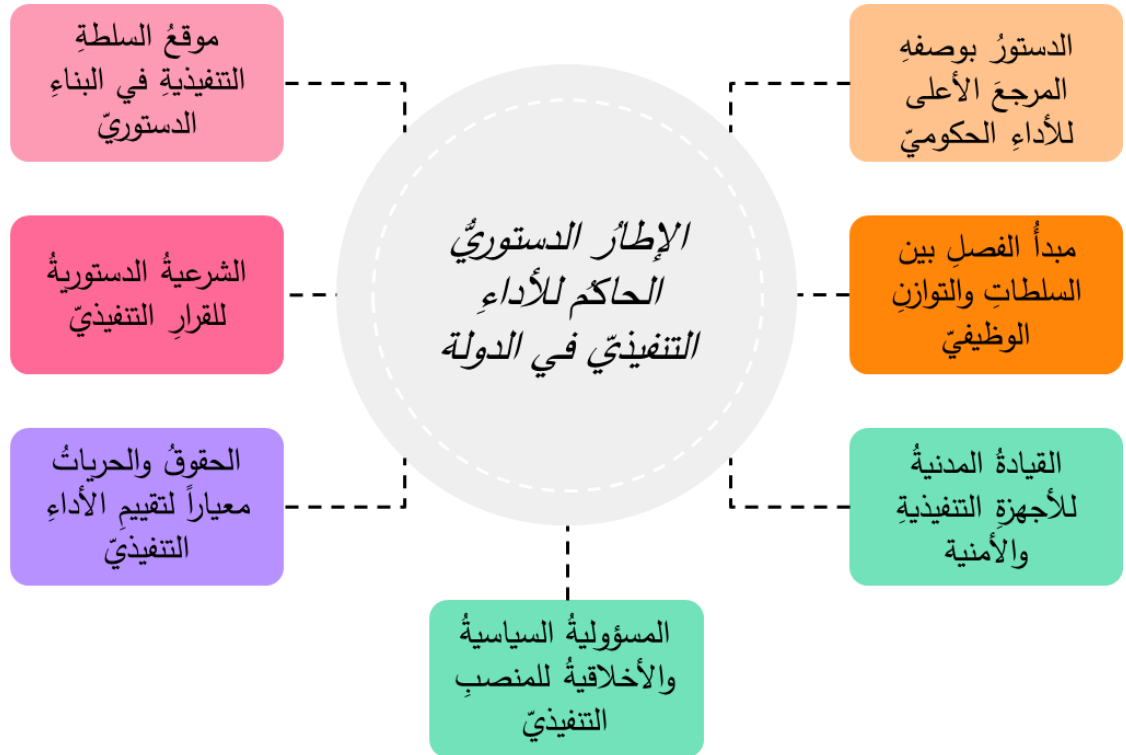 الإطارُ الدستوريُّ
الحاكمُ للأداءِ
التنفيذيّ في الدولة
الدستورُ بوصفهِ
المرجعَ الأعلى
للأداءِ الحكوميّ
مبدأُ الفصلِ بين
السلطاتِ والتوازنِ
الوظيفيّ
القيادةُ المدنيةُ
للأجهزةِ التنفيذيةِ
والأمنية
المسؤوليةُ السياسيةُ
والأخلاقيةُ للمنصبِ
التنفيذيّ
الحقوقُ والحرياتُ
معياراً لتقييمِ الأداءِ
التنفيذيّ
الشرعيةُ الدستوريةُ
للقرارِ التنفيذيّ
موقعُ السلطةِ
التنفيذيةِ في البناءِ
الدستوريّ